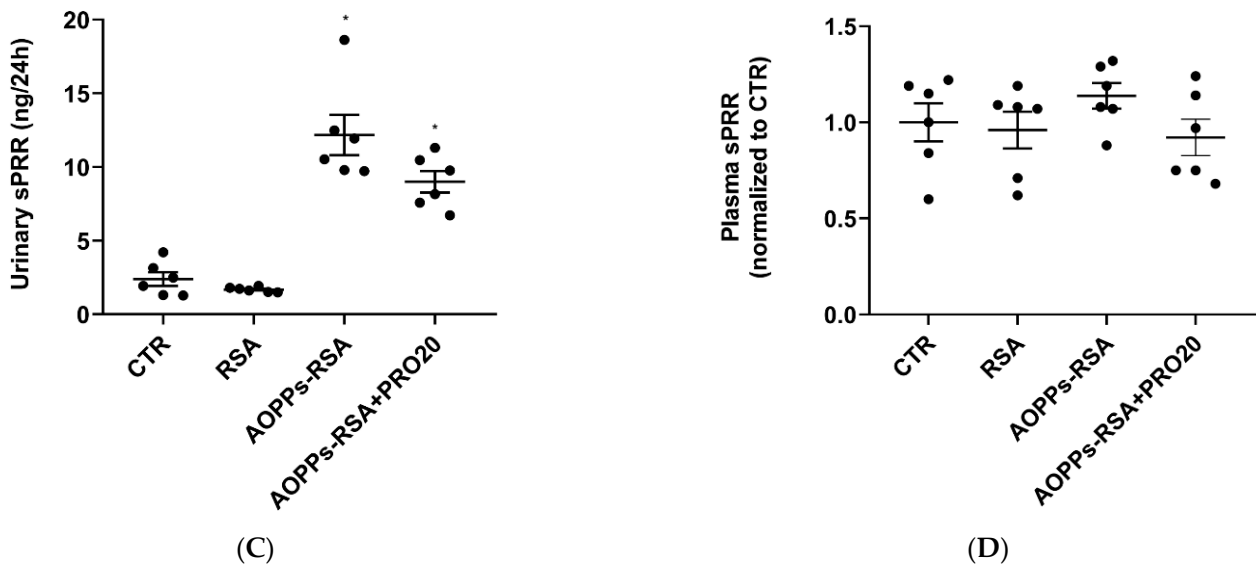 Urinary sPRR (ng/24h)
20
15
10
5
0
*
*
CTR
RSA
AOPPs-RSA
AOPPs-RSA+PRO20
(C)
Plasma sPRR
(normalized to CTR)
1.5
1.0
0.5
0.0
CTR
RSA
AOPPs-RSA
AOPPs-RSA+PRO20
(D)